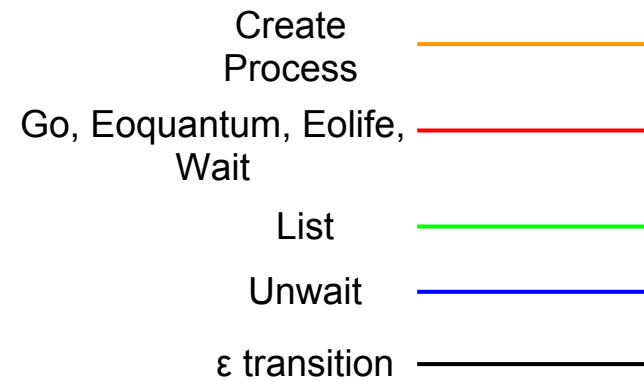 Create
Process
Go, Eoquantum, Eolife,
Wait
List
Unwait
ε transition